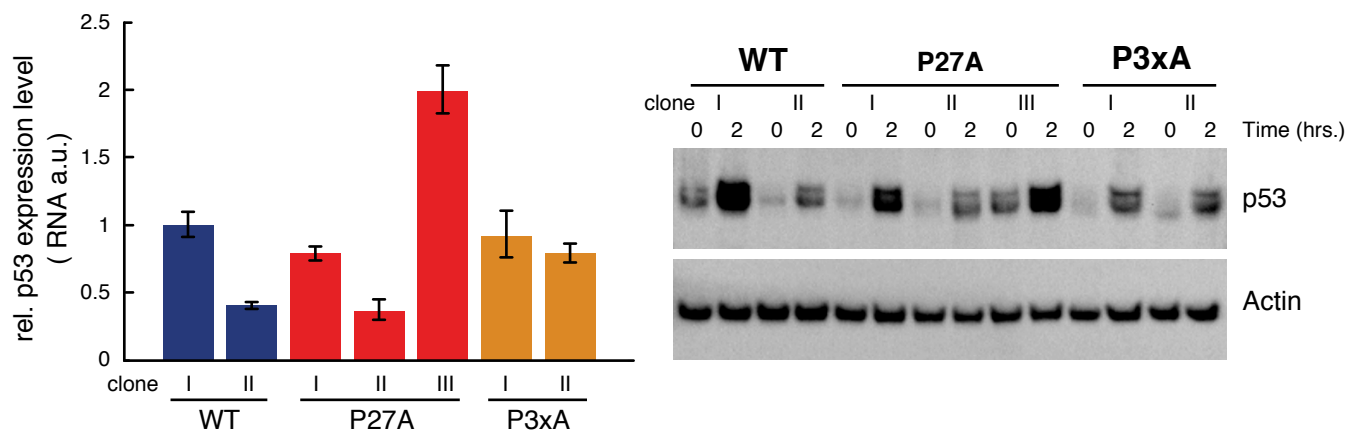 rel. p53 expression level
( RNA a.u.)
2.5
2
1.5
1
0.5
0
clone I II I II III I II
WT P27A P3xA
WT P27A P3xA
clone I II I II III I II
0 2 0 2 0 2 0 2 0 2 0 2 0 2 Time (hrs.)
p53
Actin